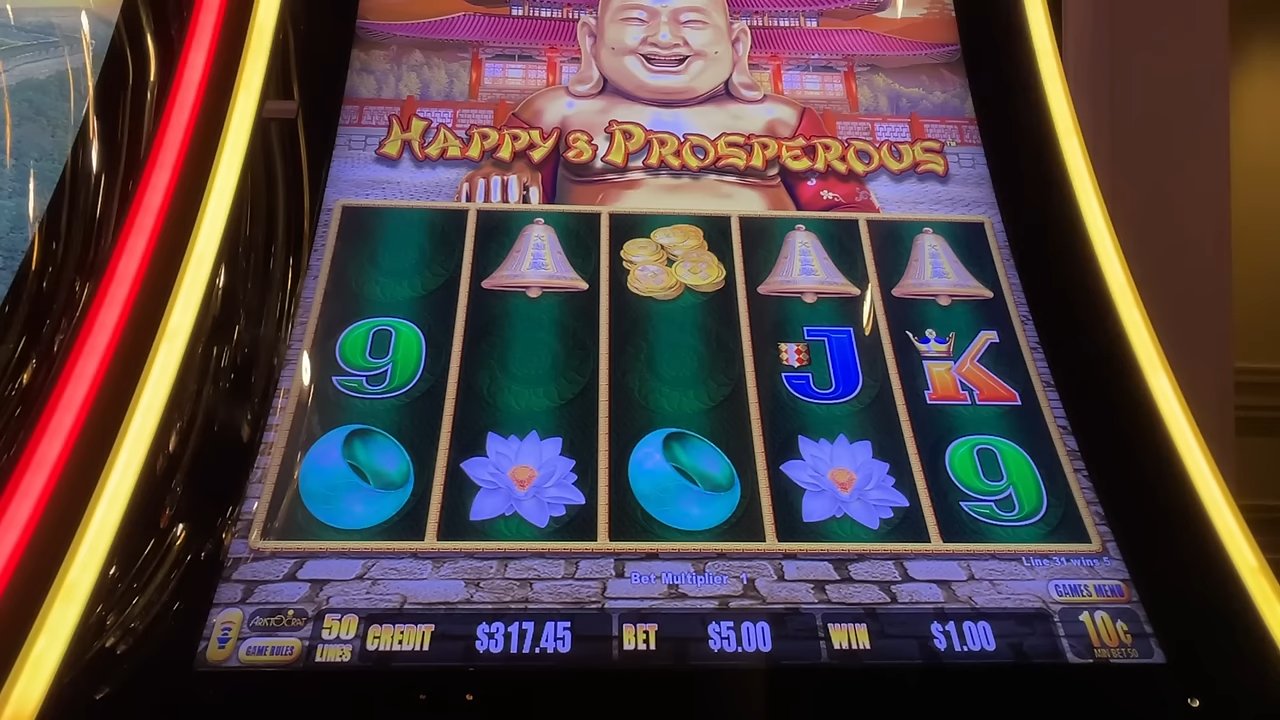 HAPPY & PROSPEROUS™
9
J
K
9
Line 31 wins 5
Bet Multiplier 1
GAMES MENU
ARISTOCRAT
GAME RULES
50 LINES
CREDIT $317.45
BET $5.00
WIN $1.00
10¢
MIN BET 50